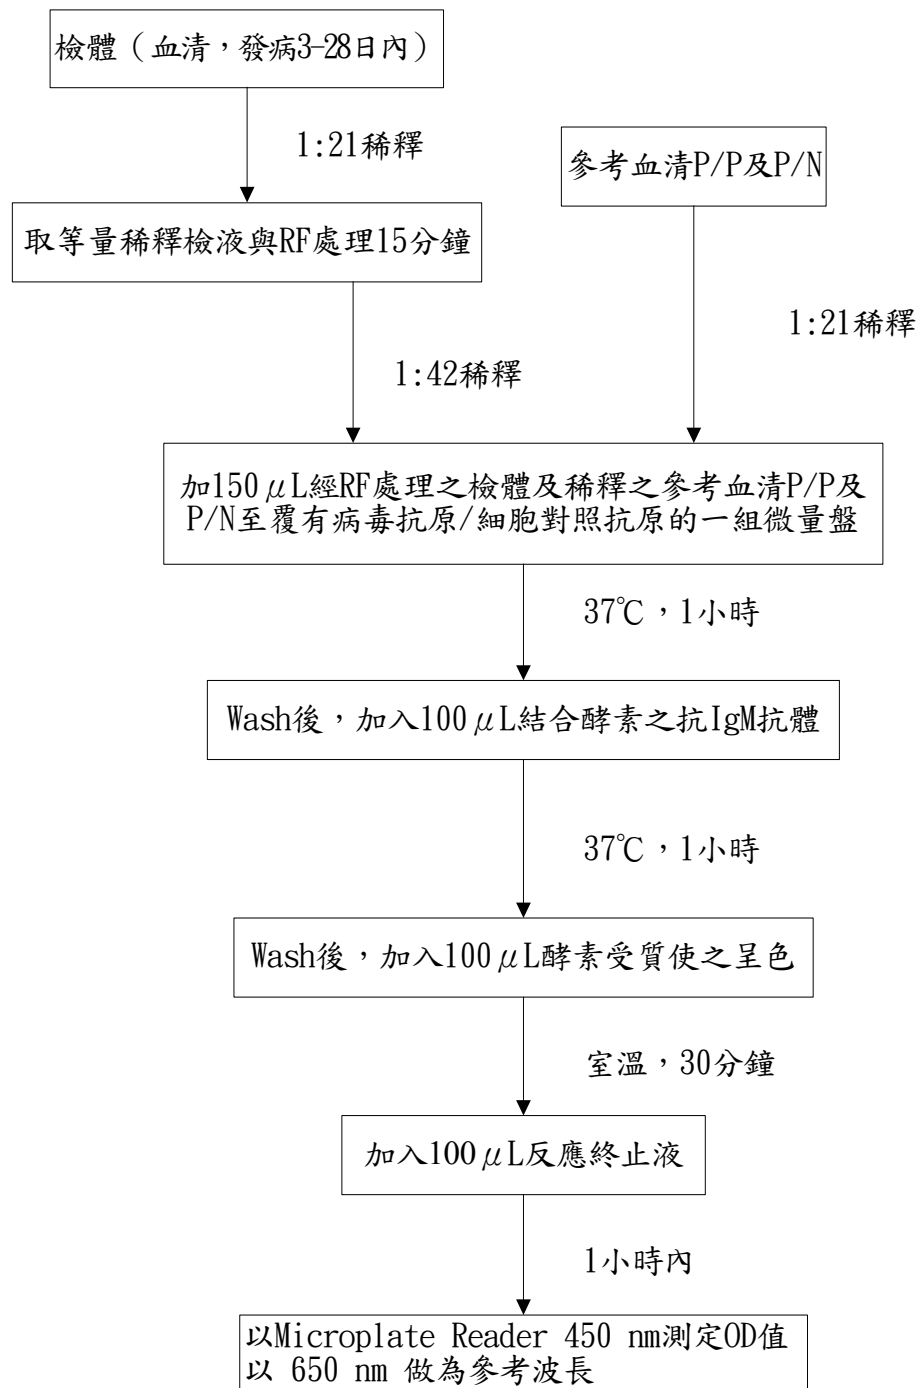 檢體（血清，發病3-28日內）
1:21稀釋
參考血清P/P及P/N
取等量稀釋檢液與RF處理15分鐘
1:21稀釋
1:42稀釋
加150μL經RF處理之檢體及稀釋之參考血清P/P及
P/N至覆有病毒抗原/細胞對照抗原的一組微量盤
37℃，1小時
Wash後，加入100μL結合酵素之抗IgM抗體
37℃，1小時
Wash後，加入100μL酵素受質使之呈色
室溫，30分鐘
加入100μL反應終止液
1小時內
以Microplate Reader 450 nm測定OD值
以 650 nm 做為參考波長